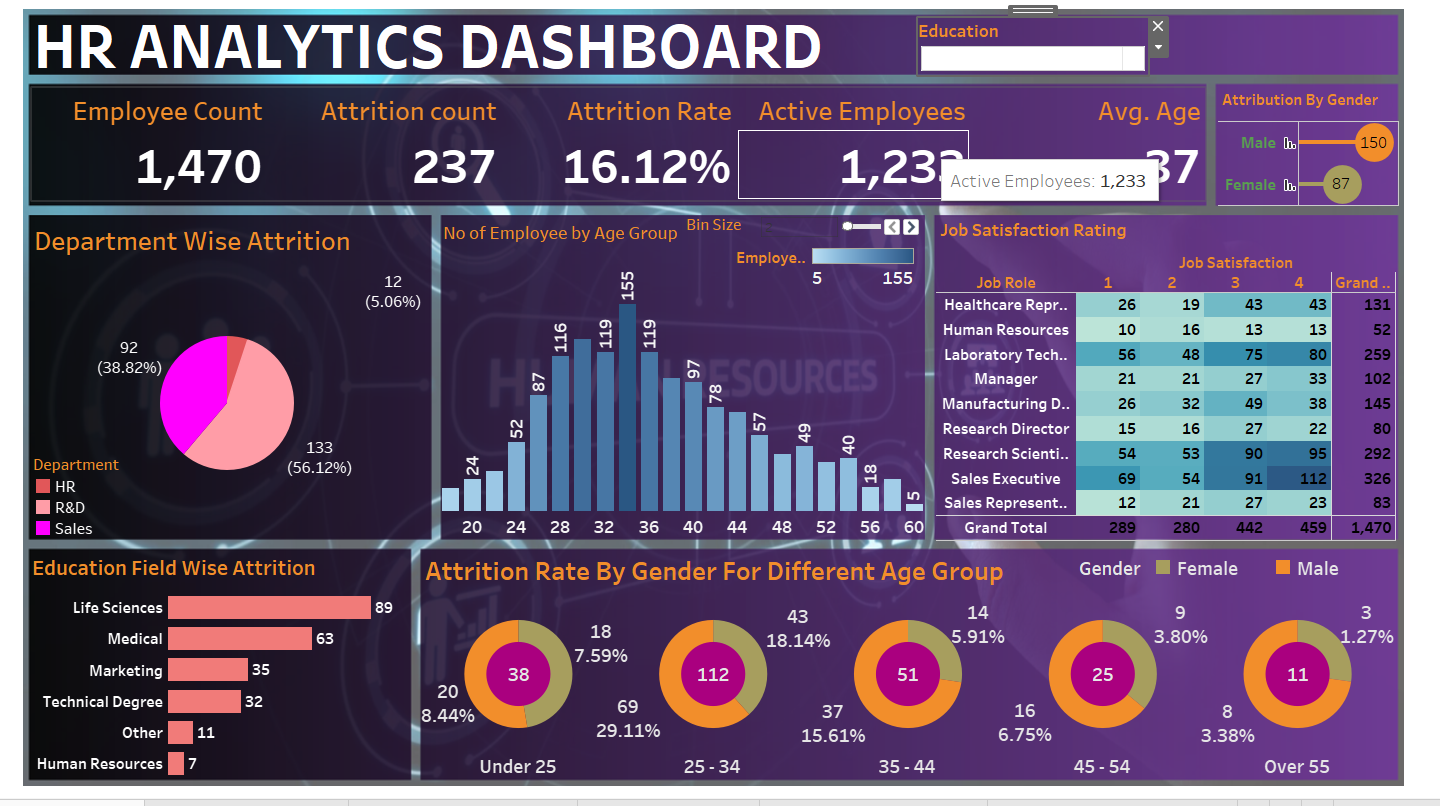 HR ANALYTICS DASHBOARD
Education
Employee Count Attrition count Attrition Rate Active Employees Avg. Age
1,470 237 16.12% 1,233 37
Active Employees: 1,233
Attribution By Gender
Male 150
Female 87
Department Wise Attrition
12
(5.06%)
92
(38.82%)
133
(56.12%)
Department
HR
R&D
Sales
No of Employee by Age Group
Bin Size
Employe..
5 155
24 52 87 116 119 155 119 97 78 57 49 40 18 5
20 24 28 32 36 40 44 48 52 56 60
Job Satisfaction Rating
Job Satisfaction
Job Role 1 2 3 4 Grand ..
Healthcare Repr.. 26 19 43 43 131
Human Resources 10 16 13 13 52
Laboratory Tech.. 56 48 75 80 259
Manager 21 21 27 33 102
Manufacturing D.. 26 32 49 38 145
Research Director 15 16 27 22 80
Research Scienti.. 54 53 90 95 292
Sales Executive 69 54 91 112 326
Sales Represent.. 12 21 27 23 83
Grand Total 289 280 442 459 1,470
Education Field Wise Attrition
Life Sciences 89
Medical 63
Marketing 35
Technical Degree 32
Other 11
Human Resources 7
Attrition Rate By Gender For Different Age Group
Gender Female Male
18
7.59%
38
20
8.44%
Under 25
43
18.14%
112
69
29.11%
25 - 34
14
5.91%
51
37
15.61%
35 - 44
9
3.80%
25
16
6.75%
45 - 54
3
1.27%
11
8
3.38%
Over 55